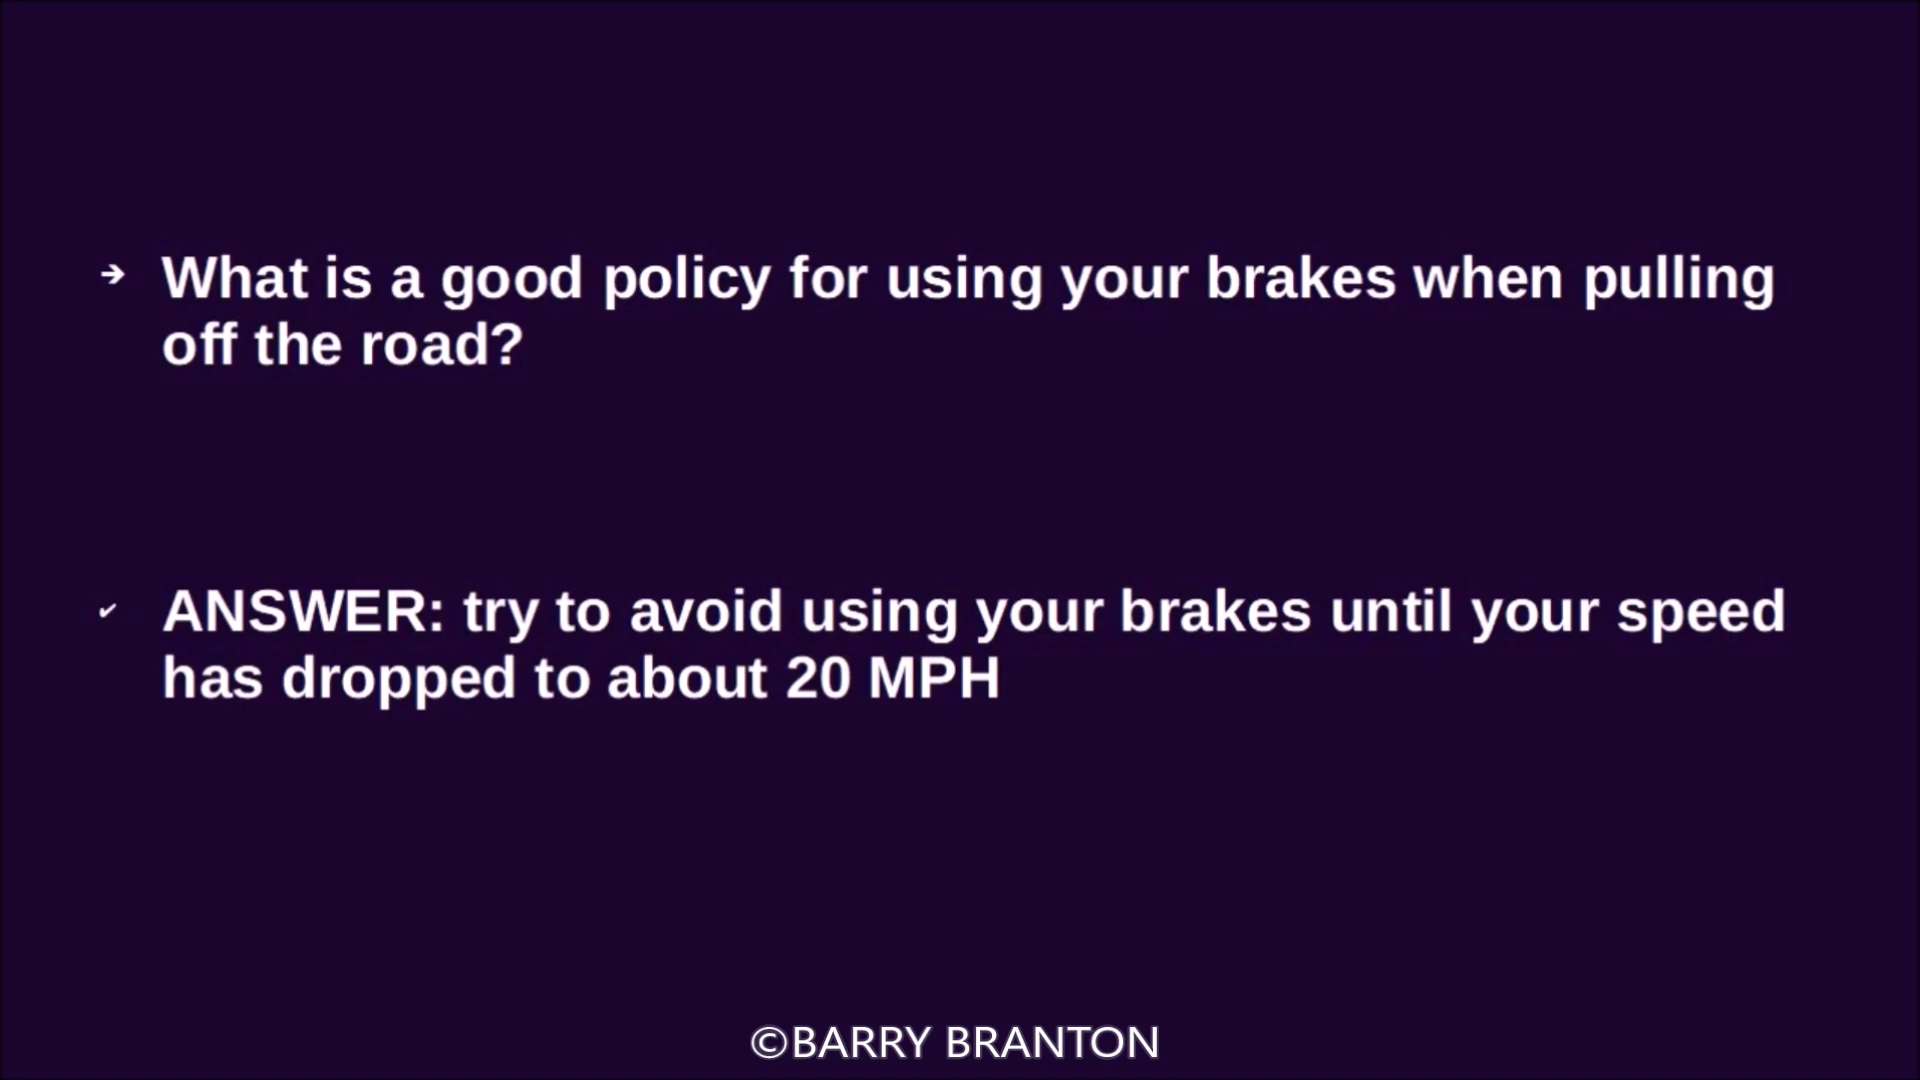 ➔ What is a good policy for using your brakes when pulling
off the road?
✔ ANSWER: try to avoid using your brakes until your speed
has dropped to about 20 MPH
©BARRY BRANTON